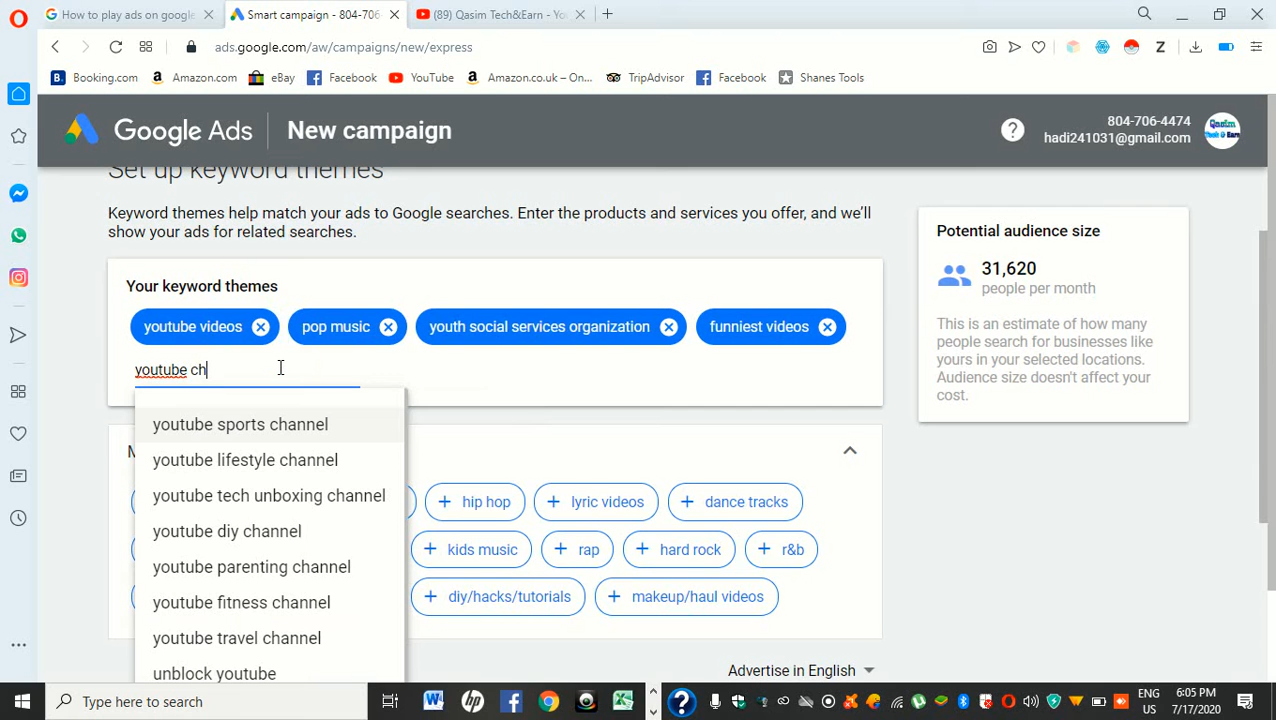 How to play ads on google
Smart campaign - 804-706-
(89) Qasim Tech&Earn - Yo
ads.google.com/aw/campaigns/new/express
Booking.com
Amazon.com
eBay
Facebook
YouTube
Amazon.co.uk – On...
TripAdvisor
Facebook
Shanes Tools
Google Ads
New campaign
804-706-4474
hadi241031@gmail.com
Set up keyword themes
Keyword themes help match your ads to Google searches. Enter the products and services you offer, and we'll
show your ads for related searches.
Your keyword themes
youtube videos
pop music
youth social services organization
funniest videos
youtube ch
youtube sports channel
youtube lifestyle channel
youtube tech unboxing channel
youtube diy channel
youtube parenting channel
youtube fitness channel
youtube travel channel
unblock youtube
+ hip hop
+ lyric videos
+ dance tracks
+ kids music
+ rap
+ hard rock
+ r&b
+ diy/hacks/tutorials
+ makeup/haul videos
Advertise in English
Potential audience size
31,620
people per month
This is an estimate of how many
people search for businesses like
yours in your selected locations.
Audience size doesn't affect your
cost.
Type here to search
ENG
US
6:05 PM
7/17/2020